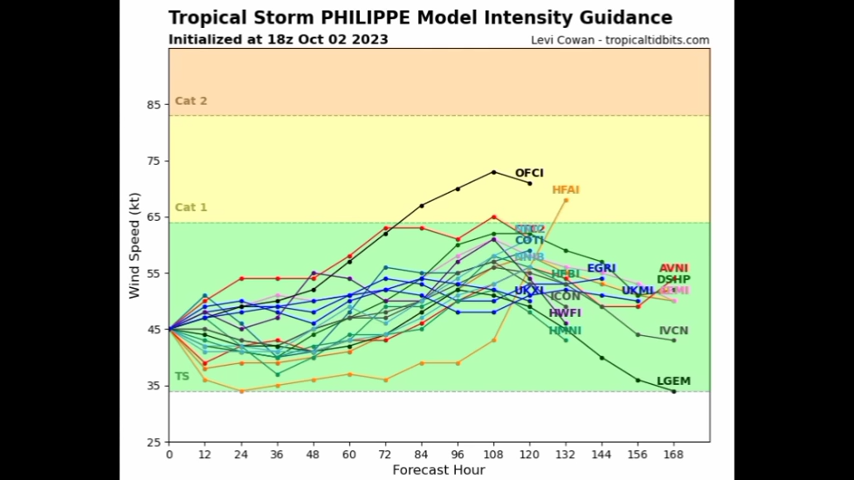 Tropical Storm PHILIPPE Model Intensity Guidance
Initialized at 18z Oct 02 2023
Levi Cowan - tropicaltidbits.com
Cat 2
Cat 1
TS
Wind Speed (kt)
85
75
65
55
45
35
25
OFCI
HFAI
COTI
HFBI
EGRI
AVNI
DSHP
UKXI
UKMI
ICON
HWFI
HMNI
IVCN
LGEM
0 12 24 36 48 60 72 84 96 108 120 132 144 156 168
Forecast Hour